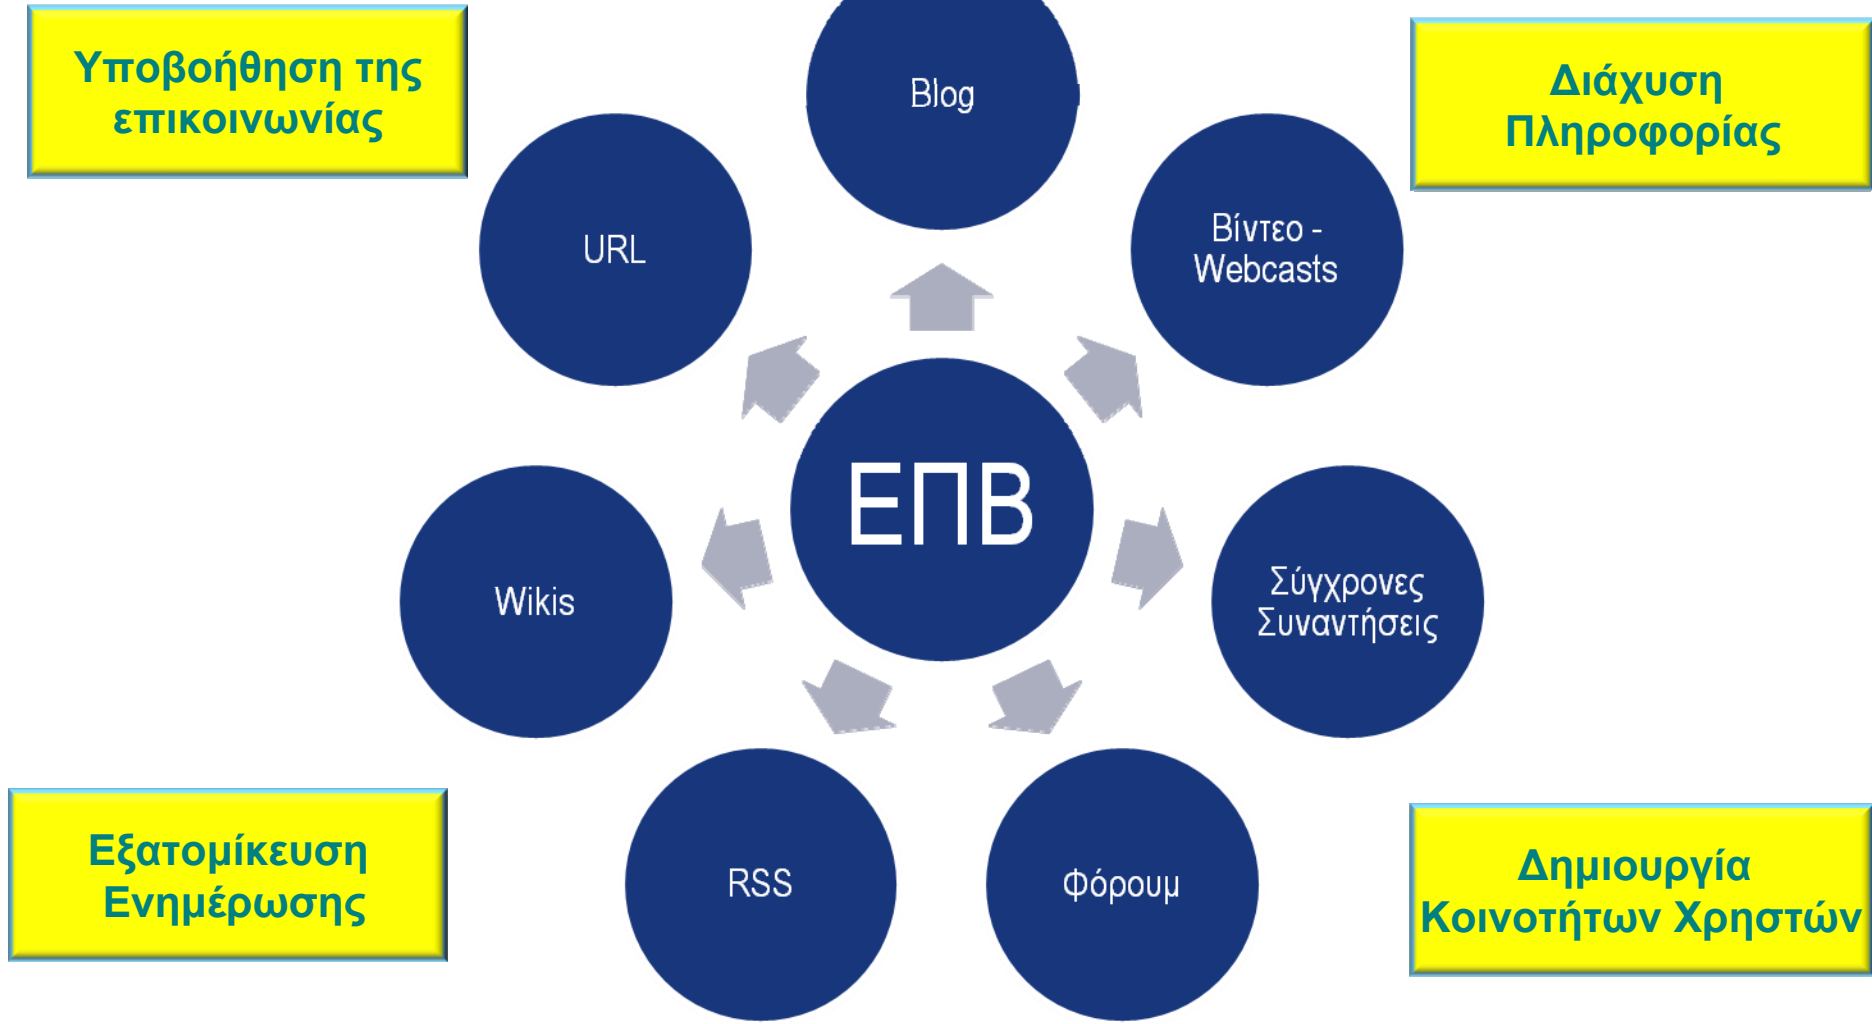 Υποβοήθηση της
επικοινωνίας
Blog
Διάχυση
Πληροφορίας
URL
Βίντεο -
Webcasts
ΕΠΒ
Wikis
Σύγχρονες
Συναντήσεις
Εξατομίκευση
Ενημέρωσης
RSS
Φόρουμ
Δημιουργία
Κοινοτήτων Χρηστών